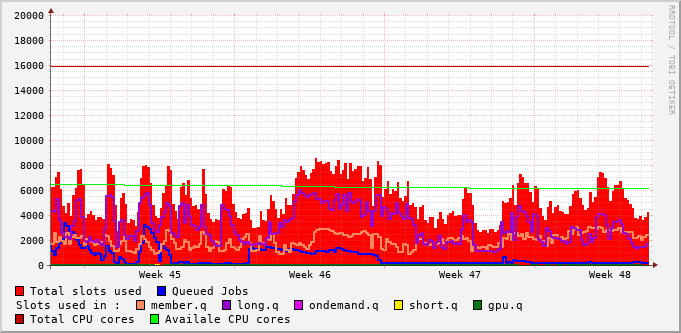 RRDTOOL / TOBI OETIKER
20000
18000
16000
14000
12000
10000
8000
6000
4000
2000
0
Week 45 Week 46 Week 47 Week 48
Total slots used Queued Jobs
Slots used in : member.q long.q ondemand.q short.q gpu.q
Total CPU cores Availale CPU cores